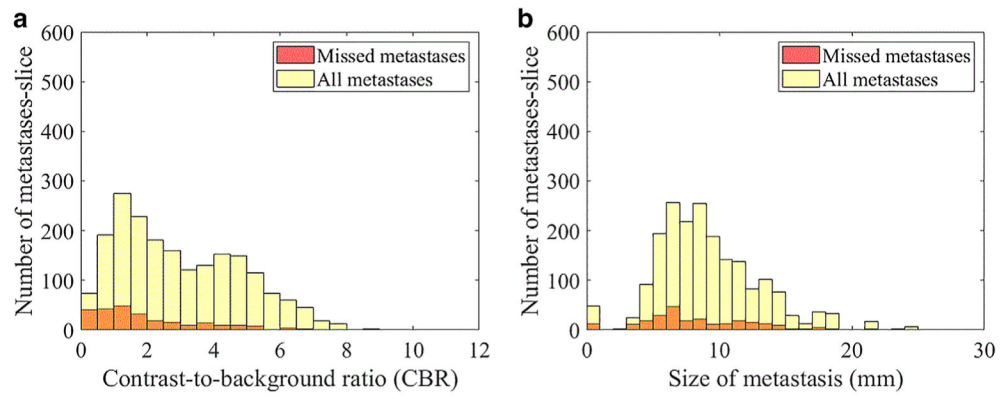 a
Number of metastases-slice
600
500
400
300
200
100
0
Missed metastases
All metastases
0 2 4 6 8 10 12
Contrast-to-background ratio (CBR)
b
Number of metastases-slice
600
500
400
300
200
100
0
Missed metastases
All metastases
0 10 20 30
Size of metastasis (mm)